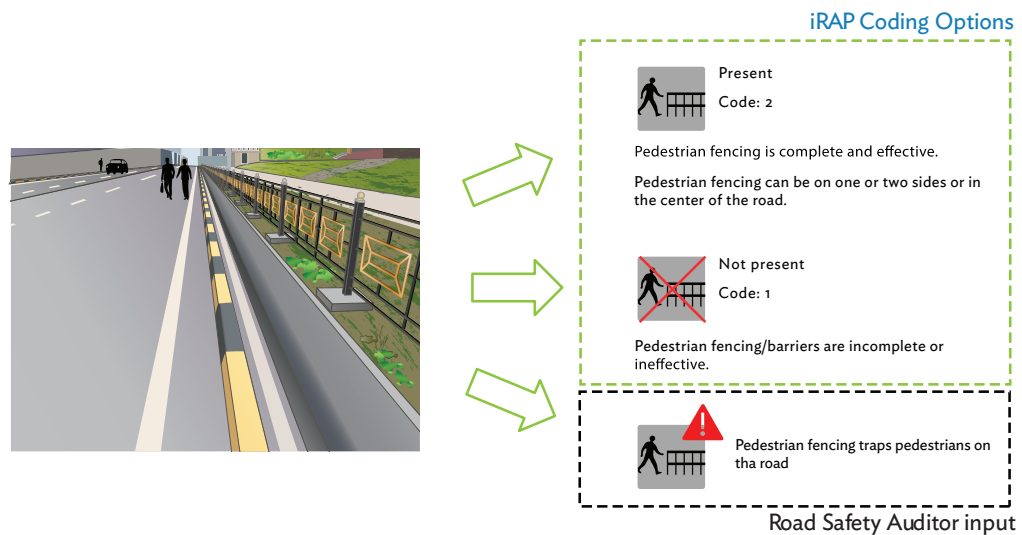 iRAP Coding Options
Present
Code: 2
Pedestrian fencing is complete and effective.
Pedestrian fencing can be on one or two sides or in
the center of the road.
Not present
Code: 1
Pedestrian fencing/barriers are incomplete or
ineffective.
Pedestrian fencing traps pedestrians on
tha road
Road Safety Auditor input